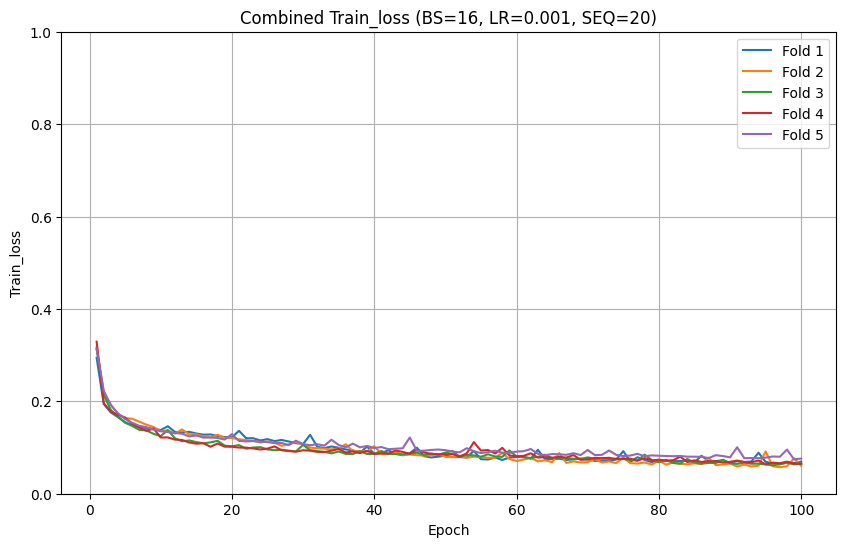 Combined Train_loss (BS=16, LR=0.001, SEQ=20)
Fold 1
Fold 2
Fold 3
Fold 4
Fold 5
Train_loss
1.0
0.8
0.6
0.4
0.2
0.0
0
20
40
60
80
100
Epoch